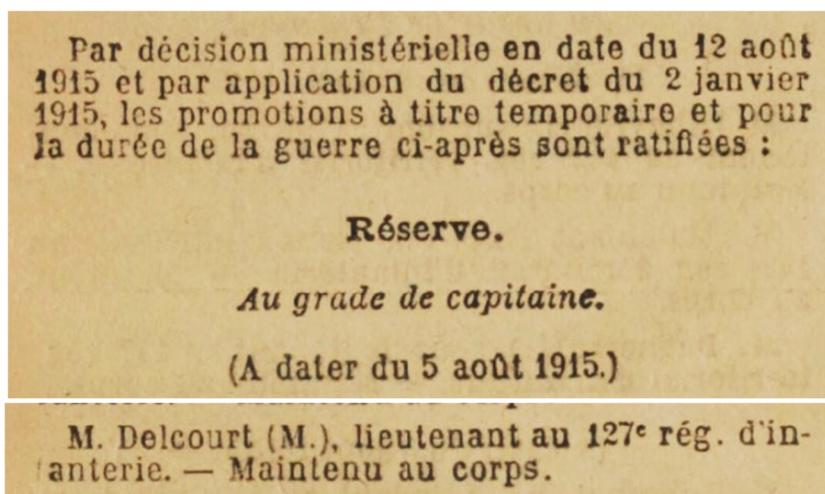 Par décision ministérielle en date du 12 août
1915 et par application du décret du 2 janvier
1915, les promotions à titre temporaire et pour
la durée de la guerre ci-après sont ratifiées :
Réserve.
Au grade de capitaine.
(A dater du 5 août 1915.)
M. Delcourt (M.), lieutenant au 127e rég. d'in-
fanterie. — Maintenu au corps.